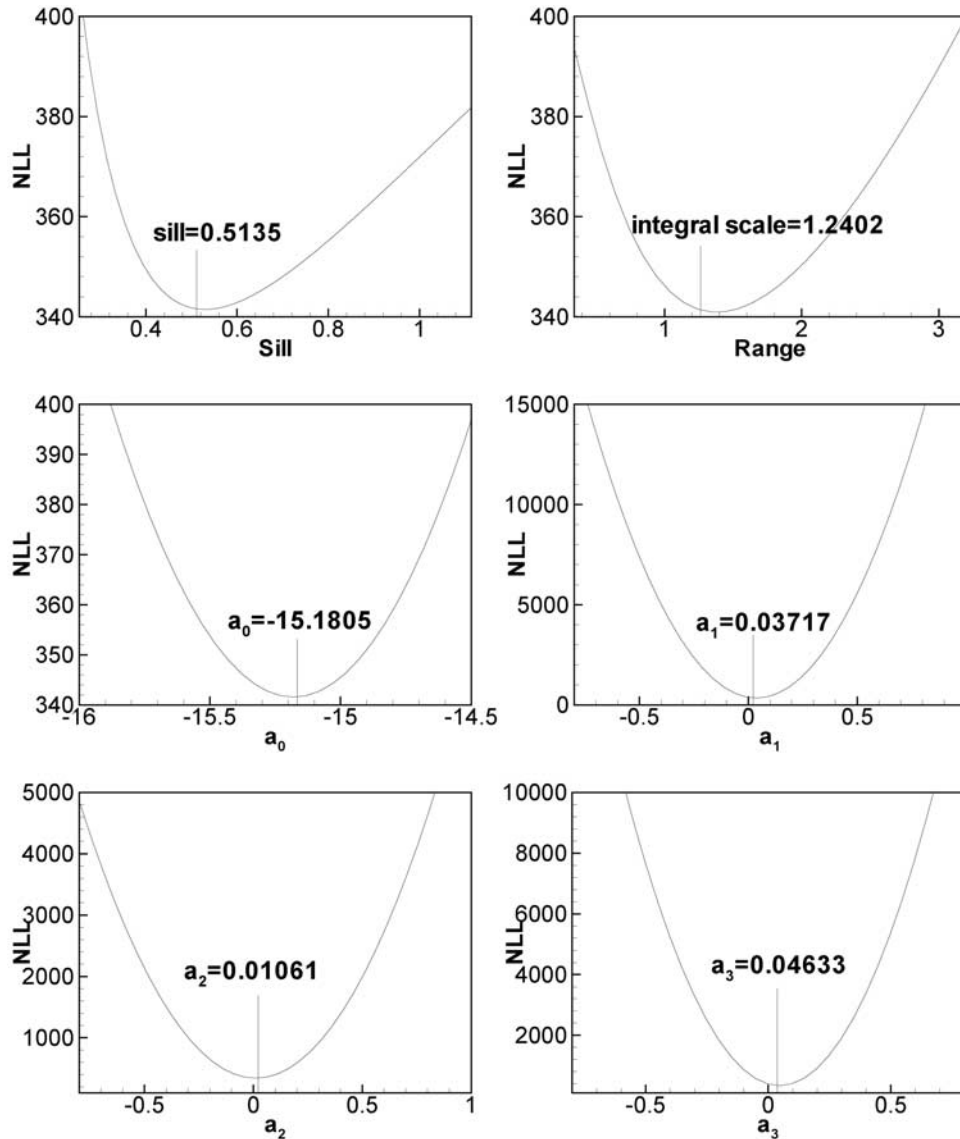 400
380
360
340
NLL
sill=0.5135
0.4
0.6
0.8
1
Sill
400
380
360
340
NLL
integral scale=1.2402
1
2
3
Range
400
390
380
370
360
350
340
NLL
a0=-15.1805
-16
-15.5
-15
-14.5
a0
15000
10000
5000
0
NLL
a1=0.03717
-0.5
0
0.5
a1
5000
4000
3000
2000
1000
NLL
a2=0.01061
-0.5
0
0.5
1
a2
10000
8000
6000
4000
2000
NLL
a3=0.04633
-0.5
0
0.5
a3